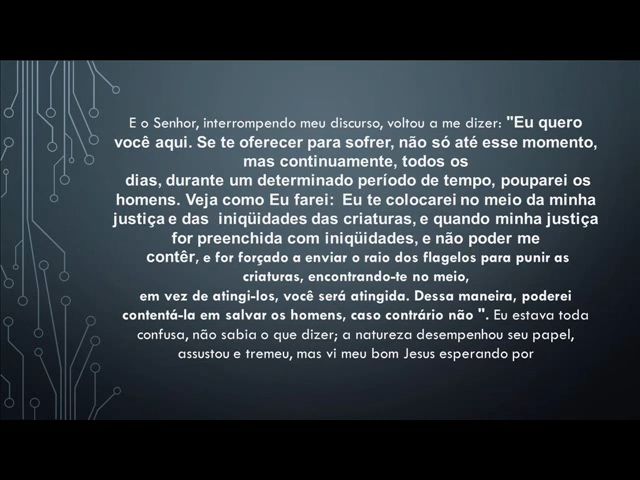 E o Senhor, interrompendo meu discurso, voltou a me dizer: "Eu quero
você aqui. Se te oferecer para sofrer, não só até esse momento,
mas continuamente, todos os
dias, durante um determinado período de tempo, pouparei os
homens. Veja como Eu farei: Eu te colocarei no meio da minha
justiça e das iniqüidades das criaturas, e quando minha justiça
for preenchida com iniqüidades, e não poder me
contêr, e for forçado a enviar o raio dos flagelos para punir as
criaturas, encontrando-te no meio,
em vez de atingi-los, você será atingida. Dessa maneira, poderei
contentá-la em salvar os homens, caso contrário não ". Eu estava toda
confusa, não sabia o que dizer; a natureza desempenhou seu papel,
assustou e tremeu, mas vi meu bom Jesus esperando por